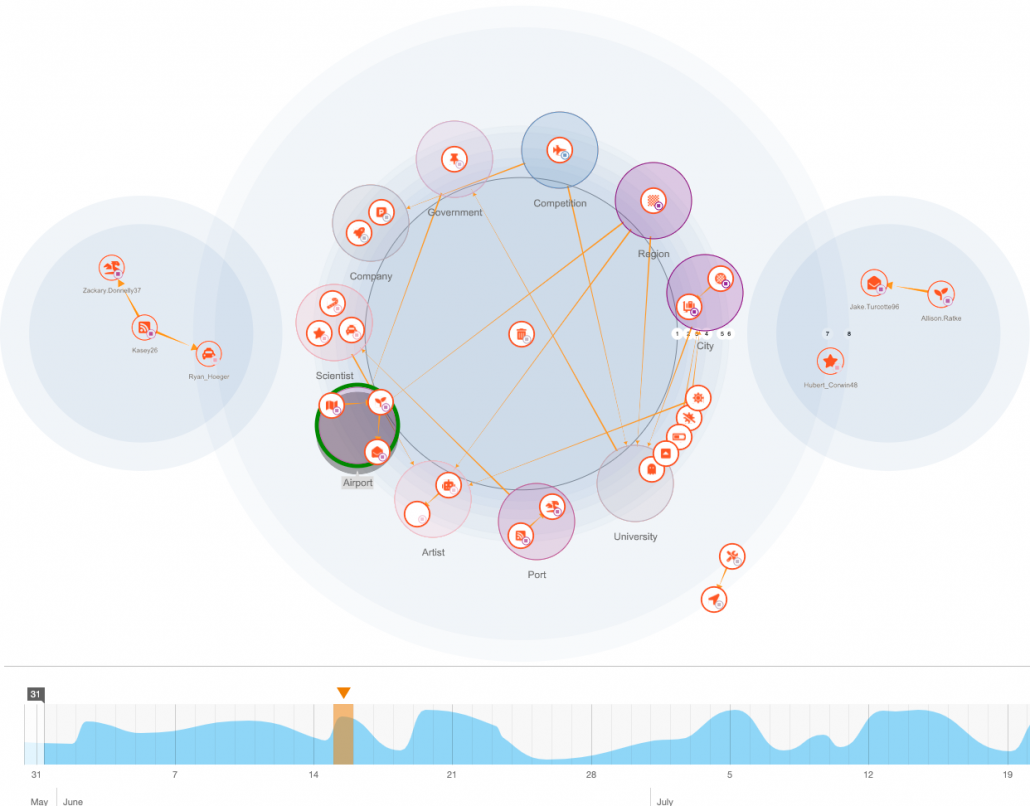 Government
Competition
Region
Company
City
1 2 3 4 5 6
7 8
Zackary.Donnelly37
Kasey26
Ryan_Hoeger
Jake.Turcotte96
Allison.Ratke
Hubert_Corwin48
Scientist
Airport
Artist
Port
University
31
31 7 14 21 28 5 12 19
May June July